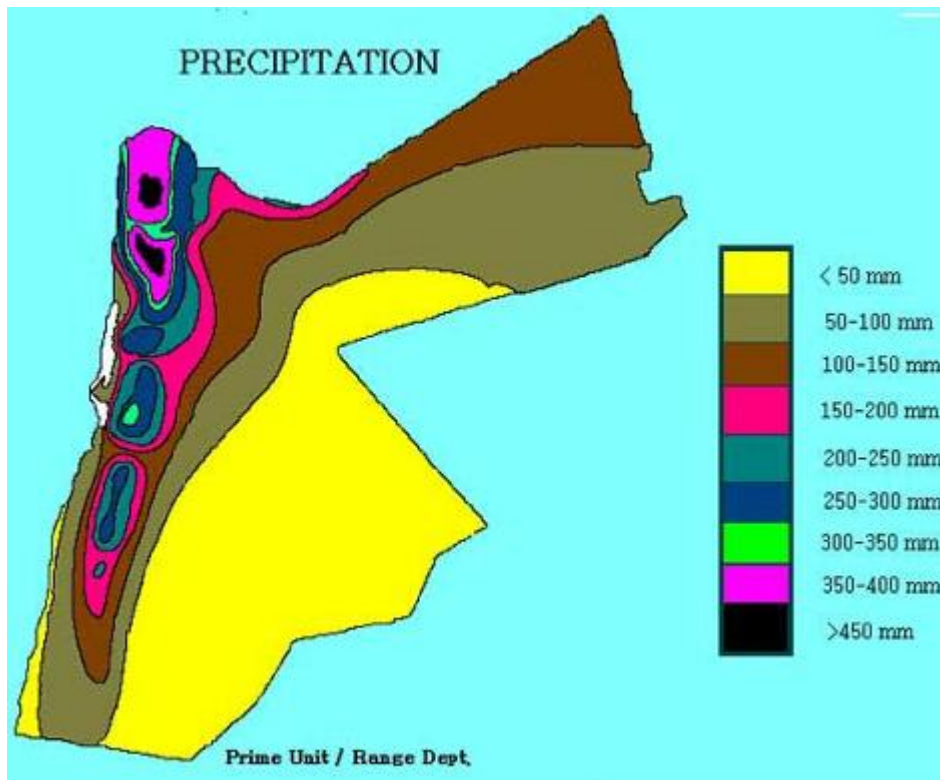 PRECIPITATION
< 50 mm
50-100 mm
100-150 mm
150-200 mm
200-250 mm
250-300 mm
300-350 mm
350-400 mm
>450 mm
Prime Unit / Range Dept.